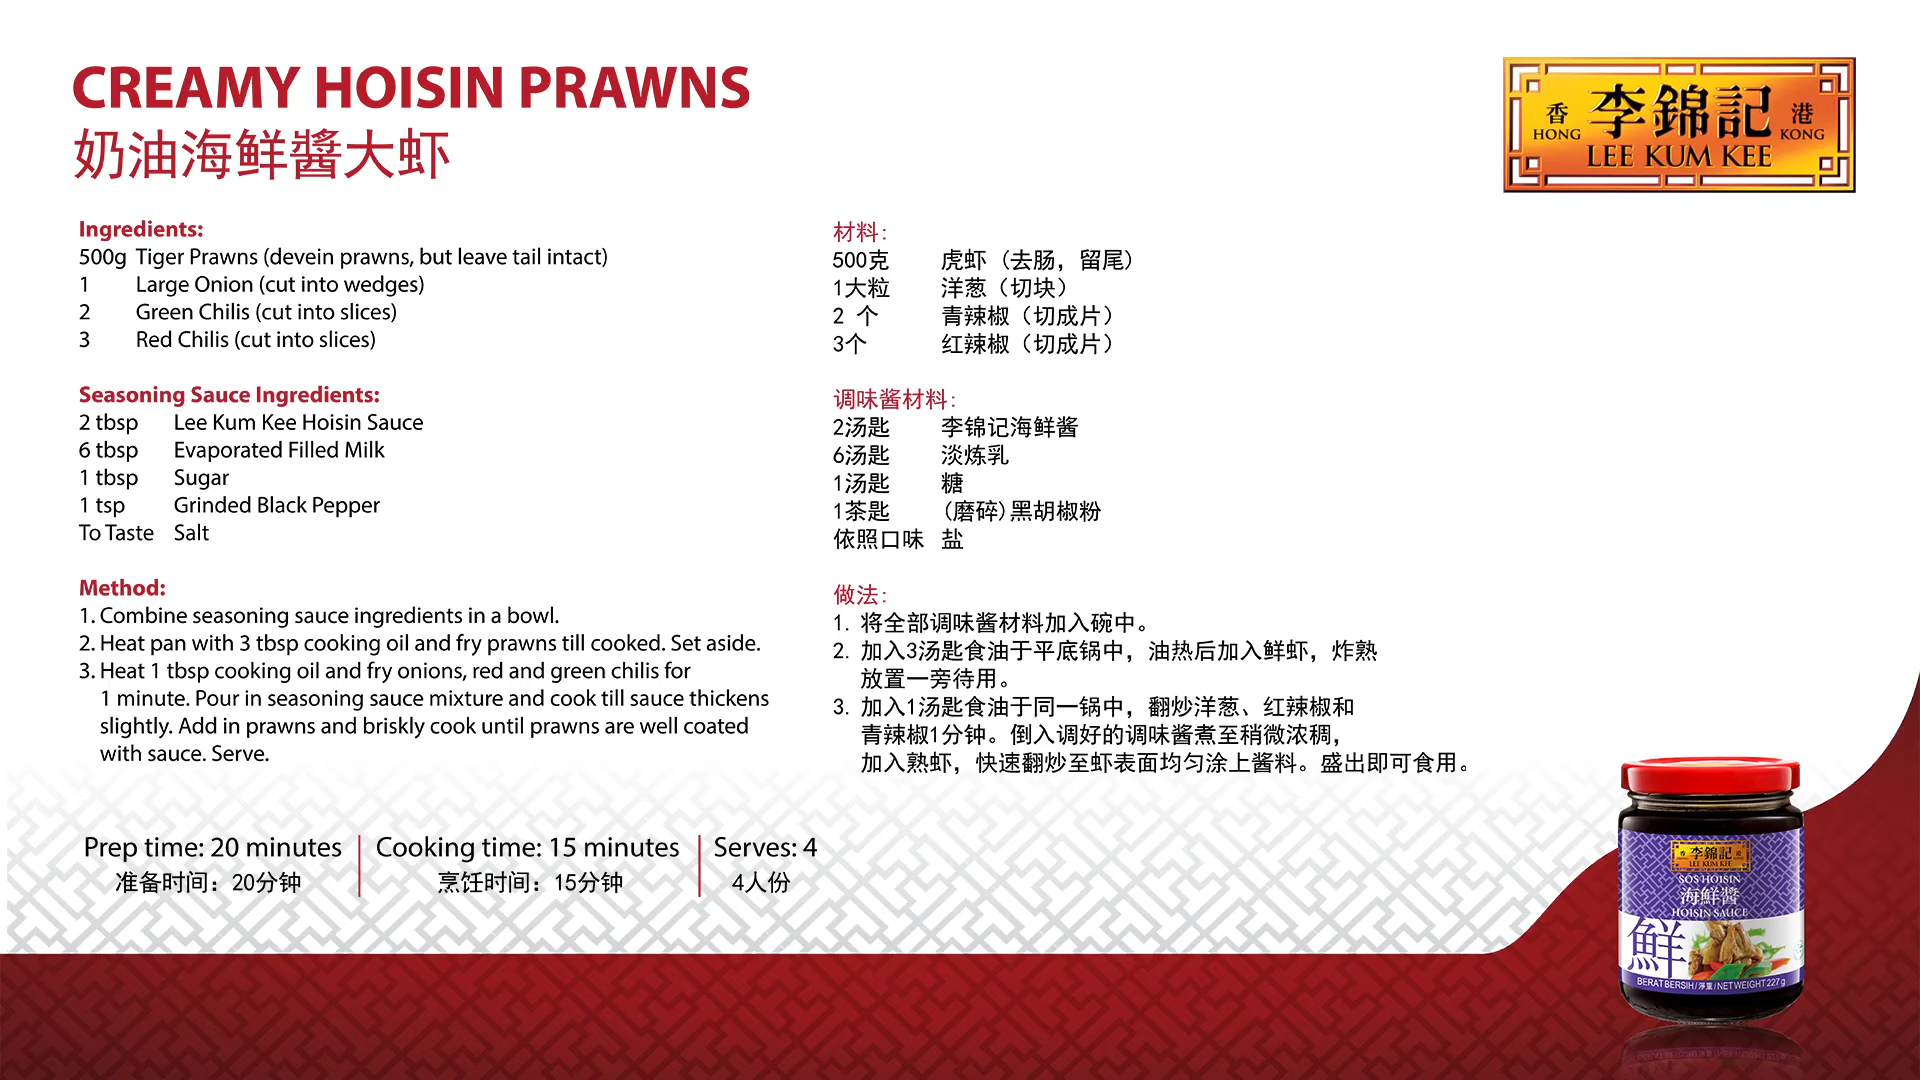 CREAMY HOISIN PRAWNS
奶油海鲜醬大虾
香 李錦記 港
HONG KONG
LEE KUM KEE
Ingredients:
500g Tiger Prawns (devein prawns, but leave tail intact)
1 Large Onion (cut into wedges)
2 Green Chilis (cut into slices)
3 Red Chilis (cut into slices)
Seasoning Sauce Ingredients:
2 tbsp Lee Kum Kee Hoisin Sauce
6 tbsp Evaporated Filled Milk
1 tbsp Sugar
1 tsp Grinded Black Pepper
To Taste Salt
Method:
1. Combine seasoning sauce ingredients in a bowl.
2. Heat pan with 3 tbsp cooking oil and fry prawns till cooked. Set aside.
3. Heat 1 tbsp cooking oil and fry onions, red and green chilis for
1 minute. Pour in seasoning sauce mixture and cook till sauce thickens
slightly. Add in prawns and briskly cook until prawns are well coated
with sauce. Serve.
材料:
500克 虎虾 (去肠，留尾)
1大粒 洋葱（切块）
2 个 青辣椒（切成片）
3个 红辣椒（切成片）
调味酱材料:
2汤匙 李锦记海鲜酱
6汤匙 淡炼乳
1汤匙 糖
1茶匙 (磨碎)黑胡椒粉
依照口味 盐
做法:
1. 将全部调味酱材料加入碗中。
2. 加入3汤匙食油于平底锅中，油热后加入鲜虾，炸熟
放置一旁待用。
3. 加入1汤匙食油于同一锅中，翻炒洋葱、红辣椒和
青辣椒1分钟。倒入调好的调味酱煮至稍微浓稠，
加入熟虾，快速翻炒至虾表面均匀涂上酱料。盛出即可食用。
Prep time: 20 minutes
准备时间：20分钟
Cooking time: 15 minutes
烹饪时间：15分钟
Serves: 4
4人份
香 李錦記 港
LEE KUM KEE
SOS HOISIN
海鮮醬
HOISIN SAUCE
鮮
BERAT BERSIH/淨重/NET WEIGHT 227 g